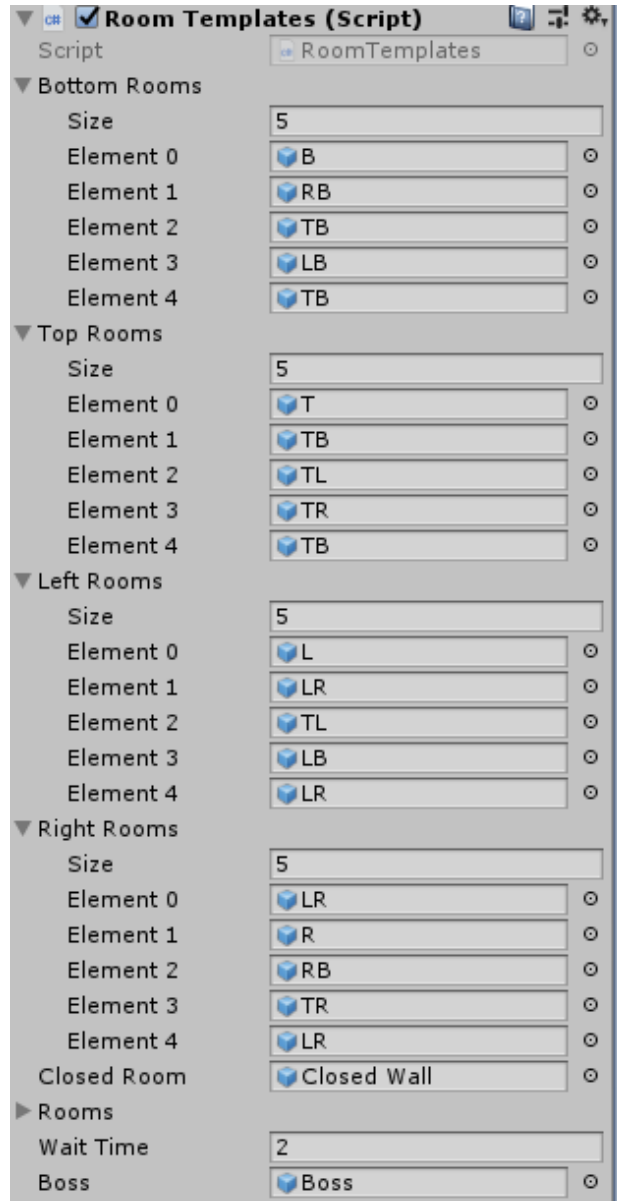 Room Templates (Script)
Script RoomTemplates
Bottom Rooms
Size 5
Element 0 B
Element 1 RB
Element 2 TB
Element 3 LB
Element 4 TB
Top Rooms
Size 5
Element 0 T
Element 1 TB
Element 2 TL
Element 3 TR
Element 4 TB
Left Rooms
Size 5
Element 0 L
Element 1 LR
Element 2 TL
Element 3 LB
Element 4 LR
Right Rooms
Size 5
Element 0 LR
Element 1 R
Element 2 RB
Element 3 TR
Element 4 LR
Closed Room Closed Wall
Rooms
Wait Time 2
Boss Boss